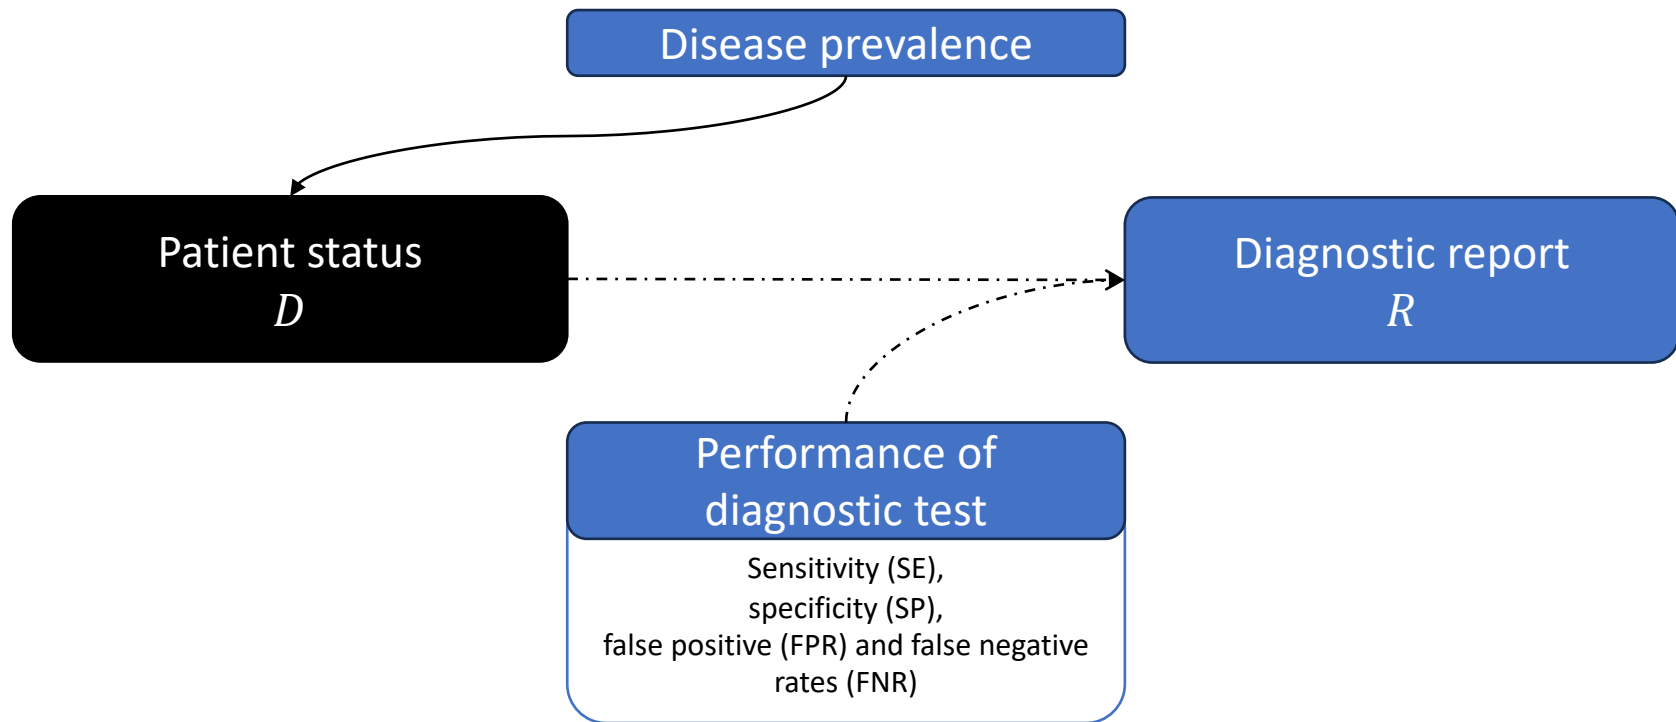 Disease prevalence
Patient status
D
Diagnostic report
R
Performance of
diagnostic test
Sensitivity (SE),
specificity (SP),
false positive (FPR) and false negative
rates (FNR)